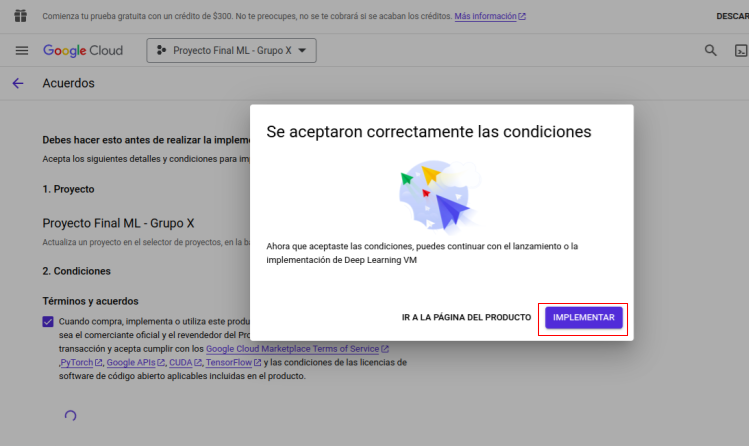 Comienza tu prueba gratuita con un crédito de $300. No te preocupes, no se te cobrará si se acaban los créditos. Más información
DESCAR
Google Cloud
Proyecto Final ML - Grupo X
Acuerdos
Debes hacer esto antes de realizar la implem
Acepta los siguientes detalles y condiciones para im
1. Proyecto
Proyecto Final ML - Grupo X
Actualiza un proyecto en el selector de proyectos, en la b
2. Condiciones
Términos y acuerdos
Cuando compra, implementa o utiliza este produ
sea el comerciante oficial y el revendedor del Pro
transacción y acepta cumplir con los Google Cloud Marketplace Terms of Service
,PyTorch, Google APIs, CUDA, TensorFlow y las condiciones de las licencias de
software de código abierto aplicables incluidas en el producto.
Se aceptaron correctamente las condiciones
Ahora que aceptaste las condiciones, puedes continuar con el lanzamiento o la
implementación de Deep Learning VM
IR A LA PÁGINA DEL PRODUCTO
IMPLEMENTAR